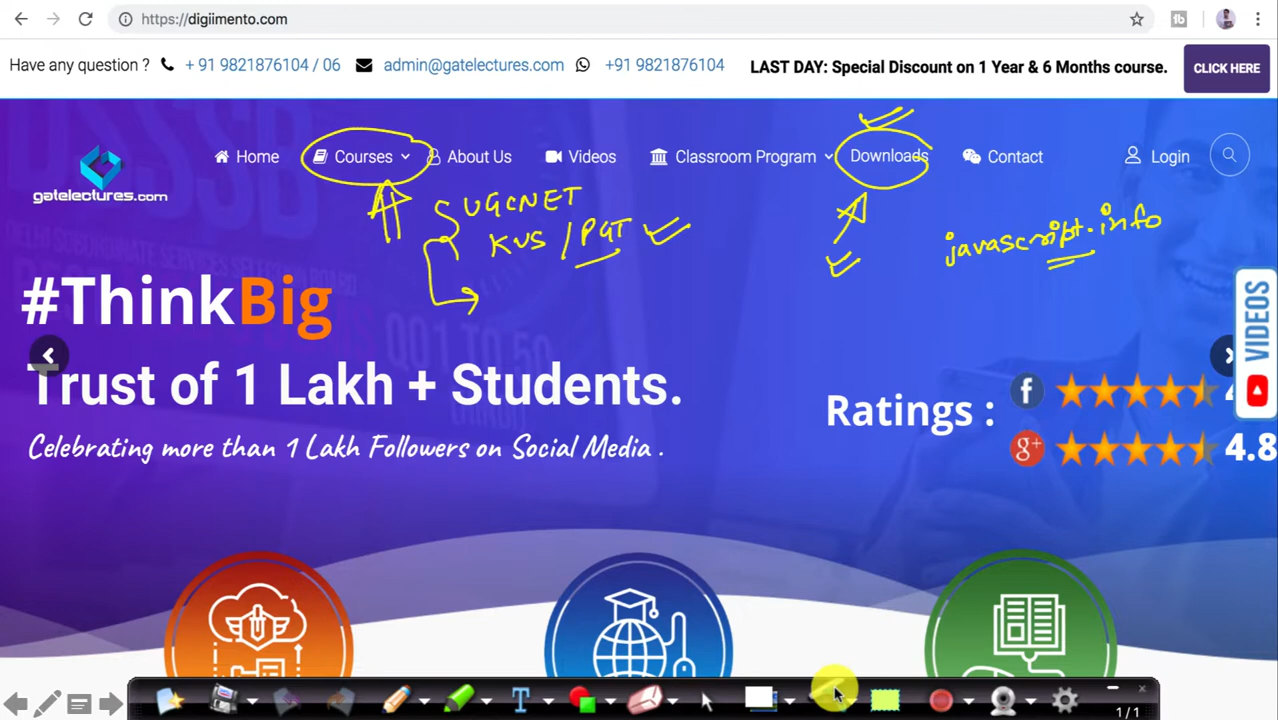 https://digiimento.com
Have any question ? + 91 9821876104 / 06 admin@gatelectures.com +91 9821876104 LAST DAY: Special Discount on 1 Year & 6 Months course. CLICK HERE
gatelectures.com
Home Courses About Us Videos Classroom Program Downloads Contact Login
UGCNET
KVS / PGT
javascript.info
#ThinkBig
Trust of 1 Lakh + Students.
Celebrating more than 1 Lakh Followers on Social Media .
Ratings :
4.8
VIDEOS
1/1